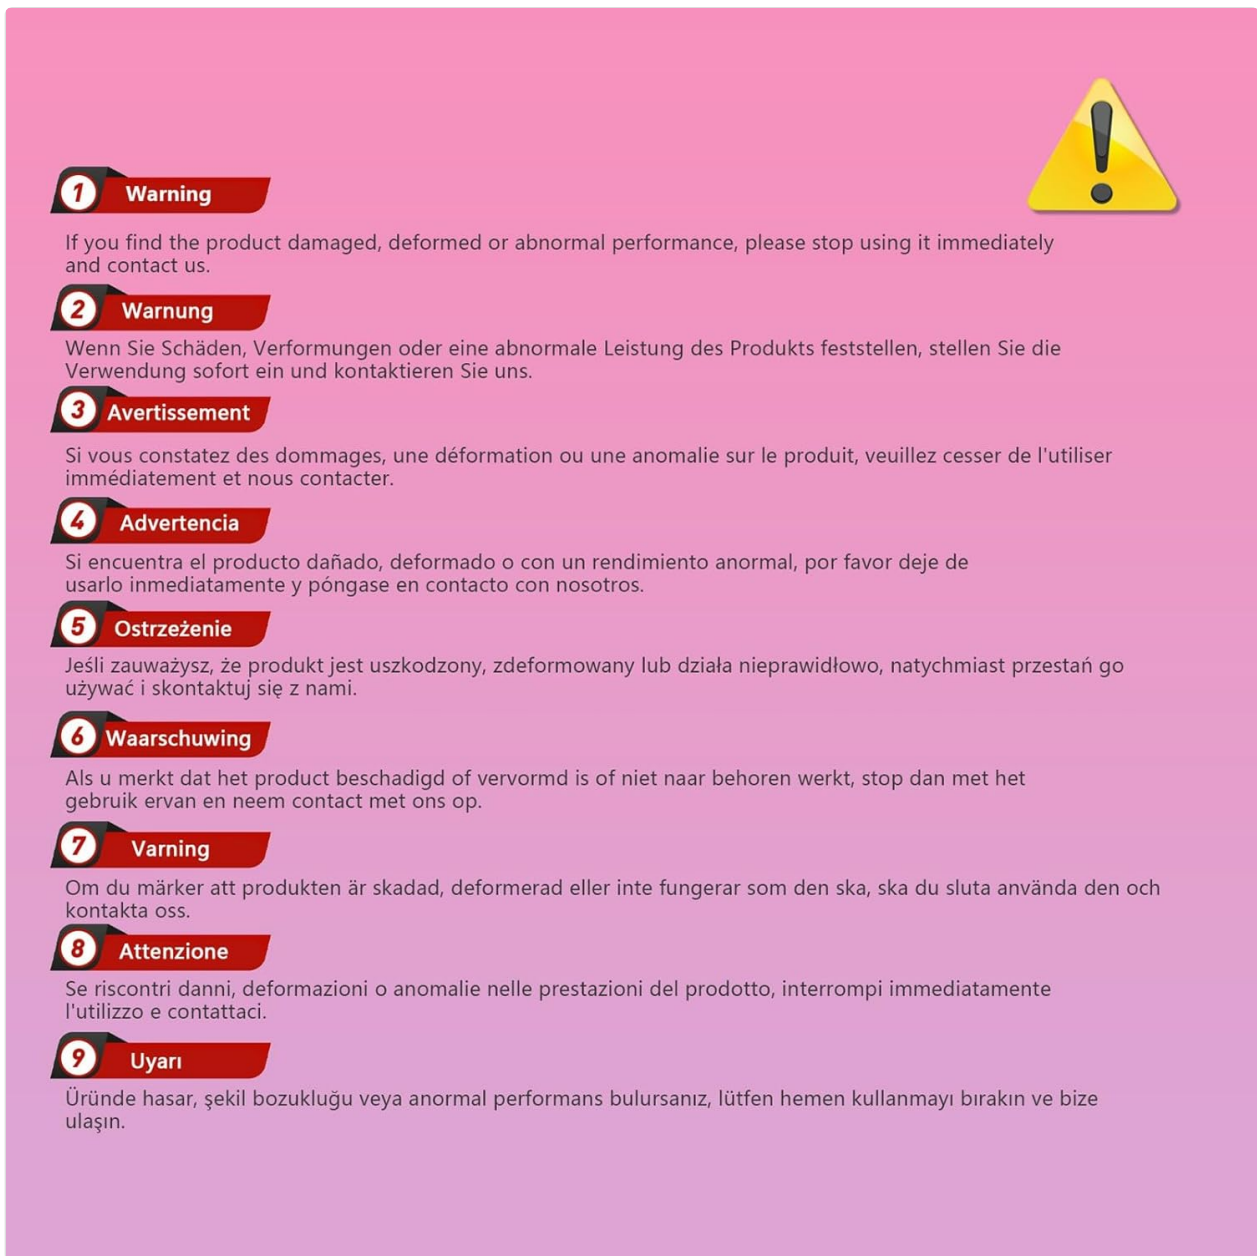 1 Warning
If you find the product damaged, deformed or abnormal performance, please stop using it immediately
and contact us.
2 Warnung
Wenn Sie Schäden, Verformungen oder eine abnormale Leistung des Produkts feststellen, stellen Sie die
Verwendung sofort ein und kontaktieren Sie uns.
3 Avertissement
Si vous constatez des dommages, une déformation ou une anomalie sur le produit, veuillez cesser de l'utiliser
immédiatement et nous contacter.
4 Advertencia
Si encuentra el producto dañado, deformado o con un rendimiento anormal, por favor deje de
usarlo inmediatamente y póngase en contacto con nosotros.
5 Ostrzeżenie
Jeśli zauważysz, że produkt jest uszkodzony, zdeformowany lub działa nieprawidłowo, natychmiast przestań go
używać i skontaktuj się z nami.
6 Waarschuwing
Als u merkt dat het product beschadigd of vervormd is of niet naar behoren werkt, stop dan met het
gebruik ervan en neem contact met ons op.
7 Varning
Om du märker att produkten är skadad, deformerad eller inte fungerar som den ska, ska du sluta använda den och
kontakta oss.
8 Attenzione
Se riscontri danni, deformazioni o anomalie nelle prestazioni del prodotto, interrompi immediatamente
l'utilizzo e contattaci.
9 Uyarı
Üründe hasar, şekil bozukluğu veya anormal performans bulursanız, lütfen hemen kullanmayı bırakın ve bize
ulaşın.